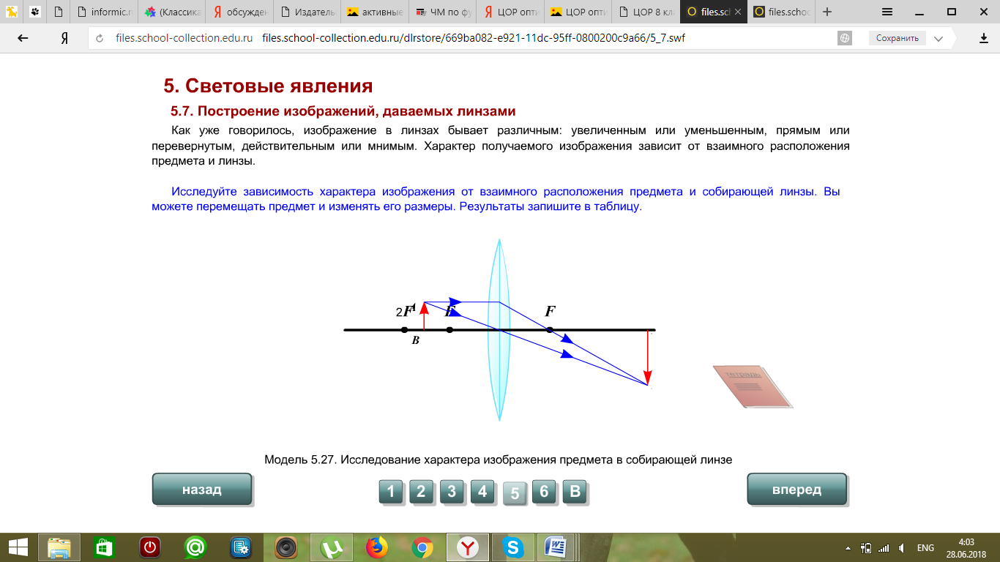 informic.r
(Классика
обсужден
Издатель
активные
ЧМ по фу
ЦОР опти
ЦОР опти
ЦОР 8 кла
files.sch
files.schoo
Я files.school-collection.edu.ru files.school-collection.edu.ru/dlrstore/669ba082-e921-11dc-95ff-0800200c9a66/5_7.swf Сохранить
5. Световые явления
5.7. Построение изображений, даваемых линзами
Как уже говорилось, изображение в линзах бывает различным: увеличенным или уменьшенным, прямым или
перевернутым, действительным или мнимым. Характер получаемого изображения зависит от взаимного расположения
предмета и линзы.
Исследуйте зависимость характера изображения от взаимного расположения предмета и собирающей линзы. Вы
можете перемещать предмет и изменять его размеры. Результаты запишите в таблицу.
2F A F F
B
тетрадь
Модель 5.27. Исследование характера изображения предмета в собирающей линзе
назад 1 2 3 4 5 6 В вперед
ENG
4:03
28.06.2018